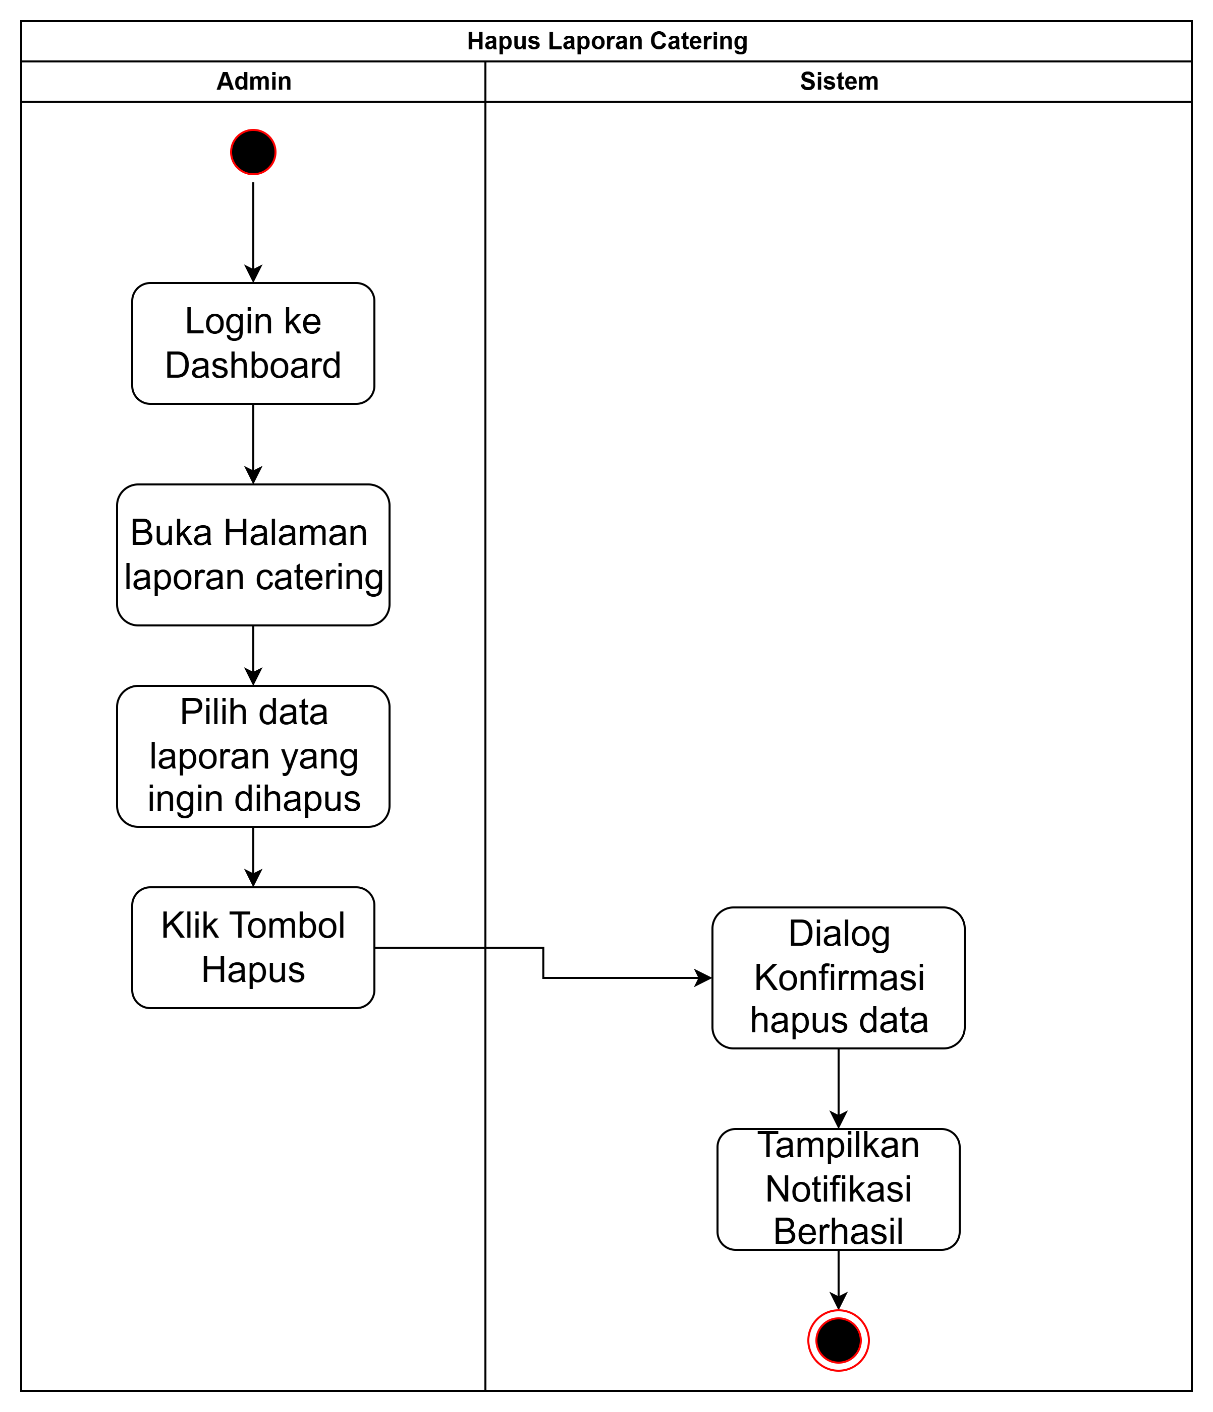 Hapus Laporan Catering
Admin
Sistem
Login ke
Dashboard
Buka Halaman
laporan catering
Pilih data
laporan yang
ingin dihapus
Klik Tombol
Hapus
Dialog
Konfirmasi
hapus data
Tampilkan
Notifikasi
Berhasil